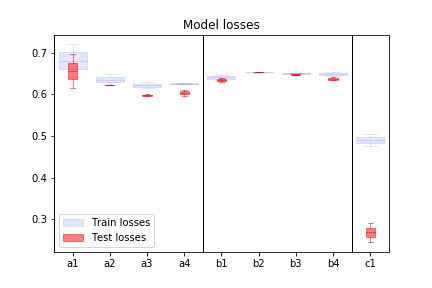 Model losses
0.7
0.6
0.5
0.4
0.3
Train losses
Test losses
a1 a2 a3 a4 b1 b2 b3 b4 c1